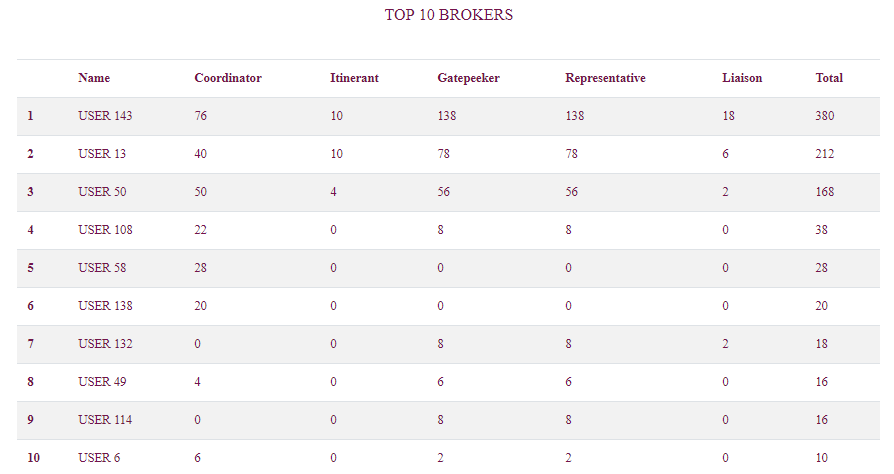 TOP 10 BROKERS
Name Coordinator Itinerant Gatepeeker Representative Liaison Total
1 USER 143 76 10 138 138 18 380
2 USER 13 40 10 78 78 6 212
3 USER 50 50 4 56 56 2 168
4 USER 108 22 0 8 8 0 38
5 USER 58 28 0 0 0 0 28
6 USER 138 20 0 0 0 0 20
7 USER 132 0 0 8 8 2 18
8 USER 49 4 0 6 6 0 16
9 USER 114 0 0 8 8 0 16
10 USER 6 6 0 2 2 0 10